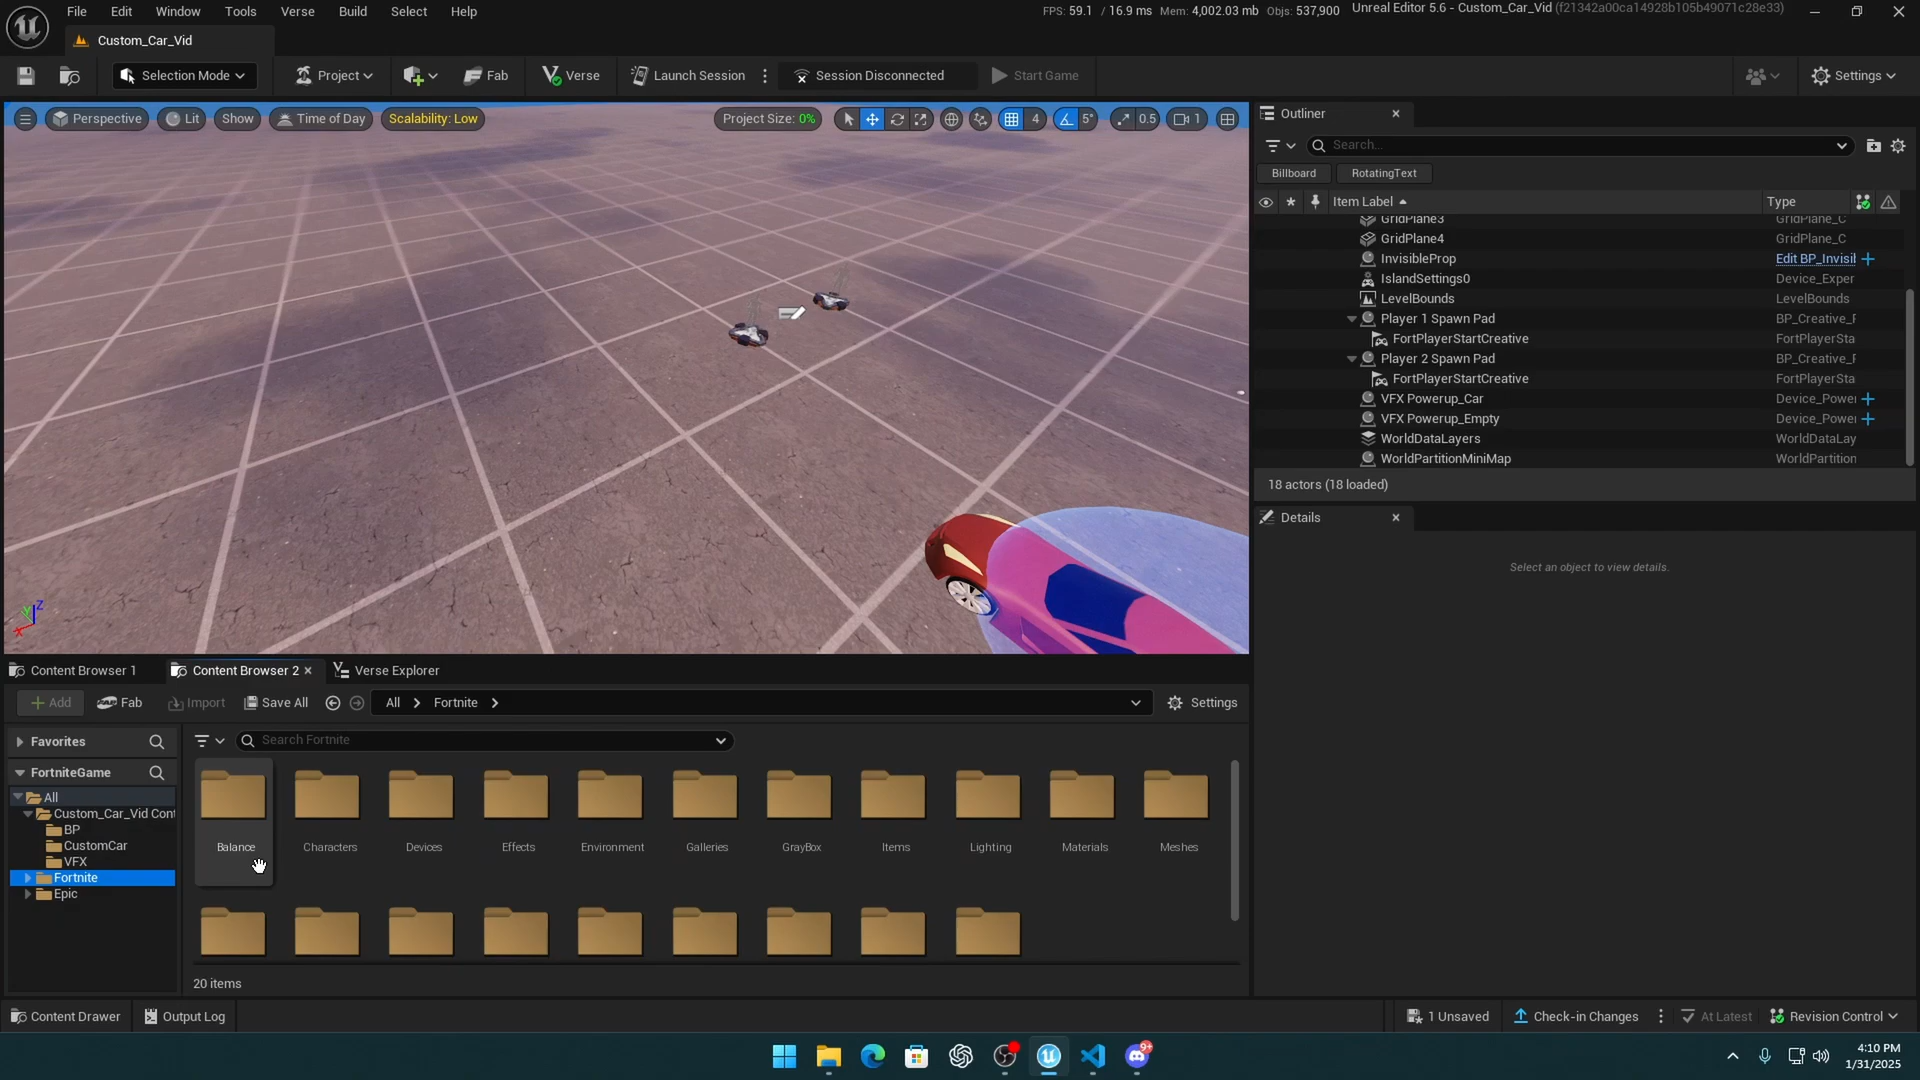 File Edit Window Tools Verse Build Select Help
FPS: 59.1 / 16.9 ms Mem: 4,002.03 mb Objs: 537,900
Unreal Editor 5.6 - Custom_Car_Vid (f21342a00ca14928b105b49071c28e33)
Custom_Car_Vid
Selection Mode Project Fab Verse Launch Session Session Disconnected Start Game Settings
Perspective Lit Show Time of Day Scalability: Low Project Size: 0% 4 5° 0.5 1
Outliner
Search...
Billboard RotatingText
Item Label Type
GridPlane3 GridPlane_C
GridPlane4 GridPlane_C
InvisibleProp Edit BP_Invisil
IslandSettings0 Device_Exper
LevelBounds LevelBounds
Player 1 Spawn Pad BP_Creative_F
FortPlayerStartCreative FortPlayerSta
Player 2 Spawn Pad BP_Creative_F
FortPlayerStartCreative FortPlayerSta
VFX Powerup_Car Device_Power
VFX Powerup_Empty Device_Power
WorldDataLayers WorldDataLay
WorldPartitionMiniMap WorldPartition
18 actors (18 loaded)
Details
Select an object to view details.
Z
Y
X
Content Browser 1 Content Browser 2 Verse Explorer
Add Fab Import Save All All Fortnite Settings
Favorites
Search Fortnite
FortniteGame
All
Custom_Car_Vid Cont
BP
CustomCar
VFX
Fortnite
Epic
Balance Characters Devices Effects Environment Galleries GrayBox Items Lighting Materials Meshes
20 items
Content Drawer Output Log 1 Unsaved Check-in Changes At Latest Revision Control
9+
4:10 PM
1/31/2025